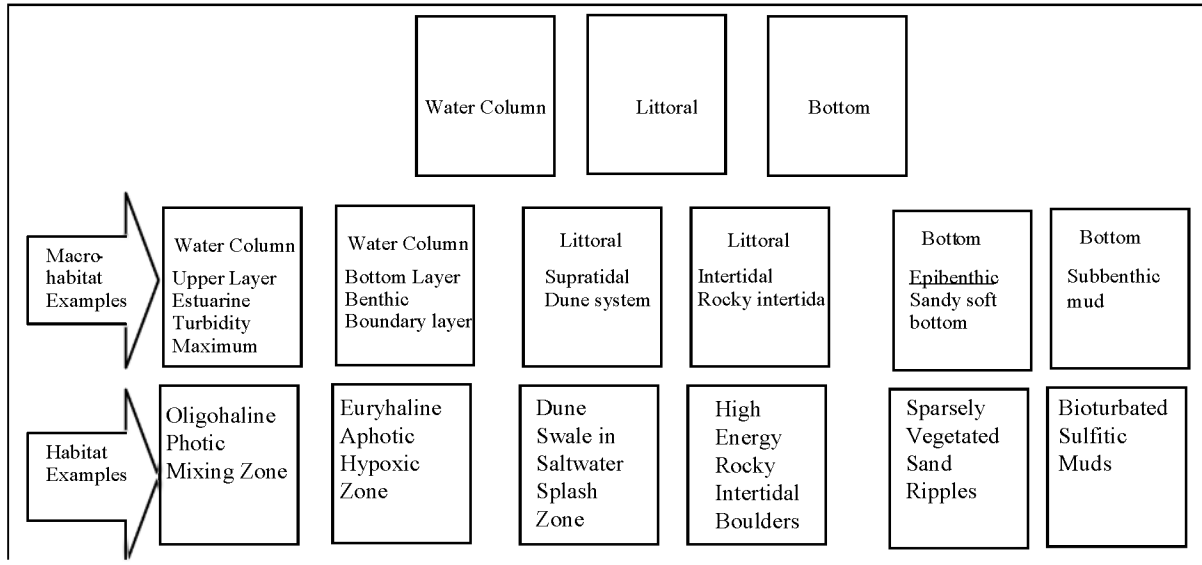 Water Column
Littoral
Bottom
Macro-
habitat
Examples
Water Column
Upper Layer
Estuarine
Turbidity
Maximum
Water Column
Bottom Layer
Benthic
Boundary layer
Littoral
Supratidal
Dune system
Littoral
Intertidal
Rocky intertida
Bottom
Epibenthic
Sandy soft
bottom
Bottom
Subbenthic
mud
Habitat
Examples
Oligohaline
Photic
Mixing Zone
Euryhaline
Aphotic
Hypoxic
Zone
Dune
Swale in
Saltwater
Splash
Zone
High
Energy
Rocky
Intertidal
Boulders
Sparsely
Vegetated
Sand
Ripples
Bioturbated
Sulfitic
Muds